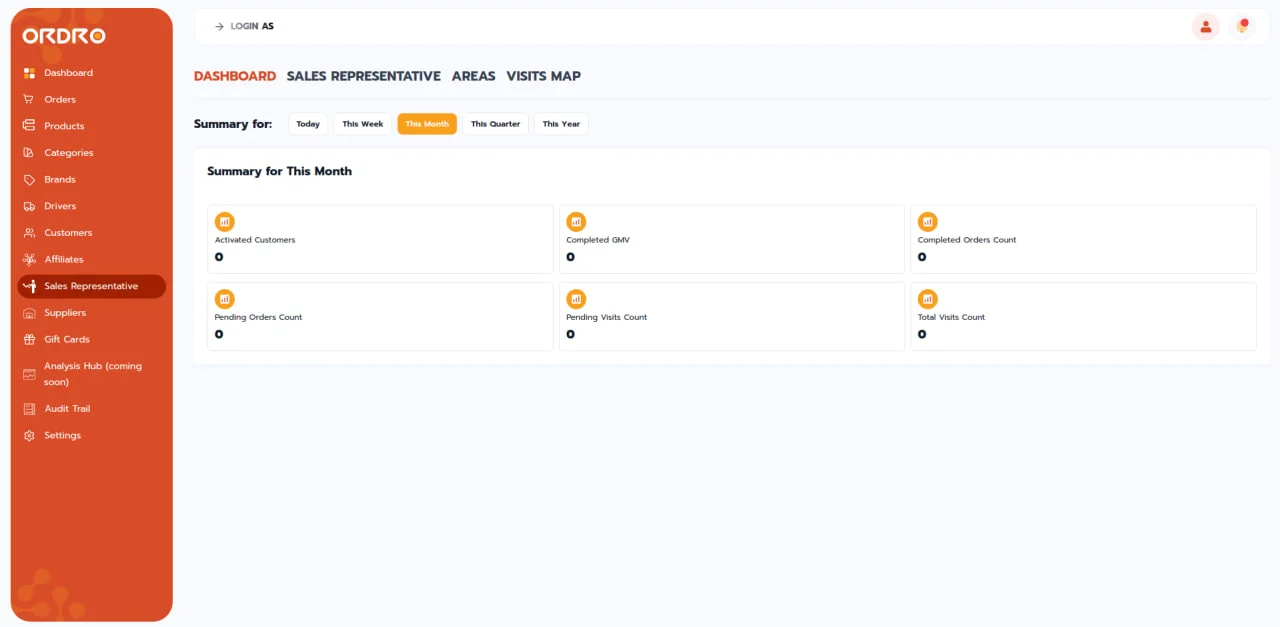 ORDRO
Dashboard
Orders
Products
Categories
Brands
Drivers
Customers
Affiliates
Sales Representative
Suppliers
Gift Cards
Analysis Hub (coming
soon)
Audit Trail
Settings
LOGIN AS
DASHBOARD SALES REPRESENTATIVE AREAS VISITS MAP
Summary for: Today This Week This Month This Quarter This Year
Summary for This Month
Activated Customers
0
Completed GMV
0
Completed Orders Count
0
Pending Orders Count
0
Pending Visits Count
0
Total Visits Count
0